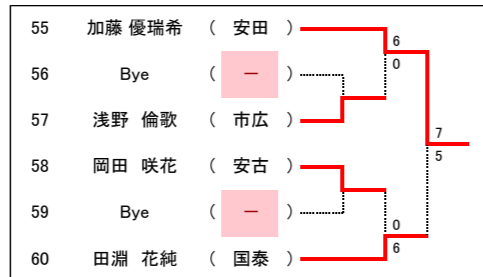 55 加藤 優瑞希 ( 安田 )
6
0
56 Bye ( － )
57 浅野 倫歌 ( 市広 )
7
5
58 岡田 咲花 ( 安古 )
59 Bye ( － )
0
6
60 田淵 花純 ( 国泰 )